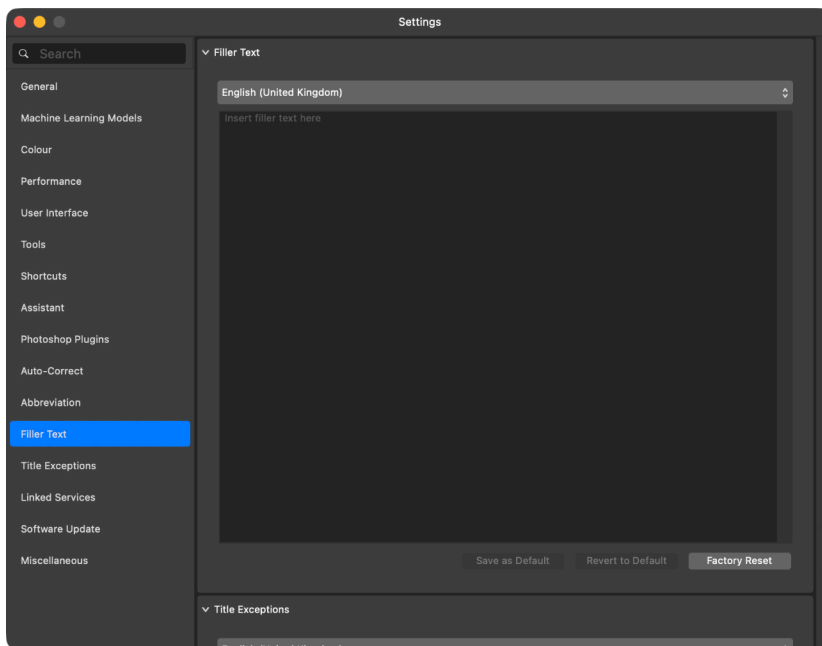 Settings
Search
General
Machine Learning Models
Colour
Performance
User Interface
Tools
Shortcuts
Assistant
Photoshop Plugins
Auto-Correct
Abbreviation
Filler Text
Title Exceptions
Linked Services
Software Update
Miscellaneous
Filler Text
English (United Kingdom)
Insert filler text here
Save as Default Revert to Default Factory Reset
Title Exceptions